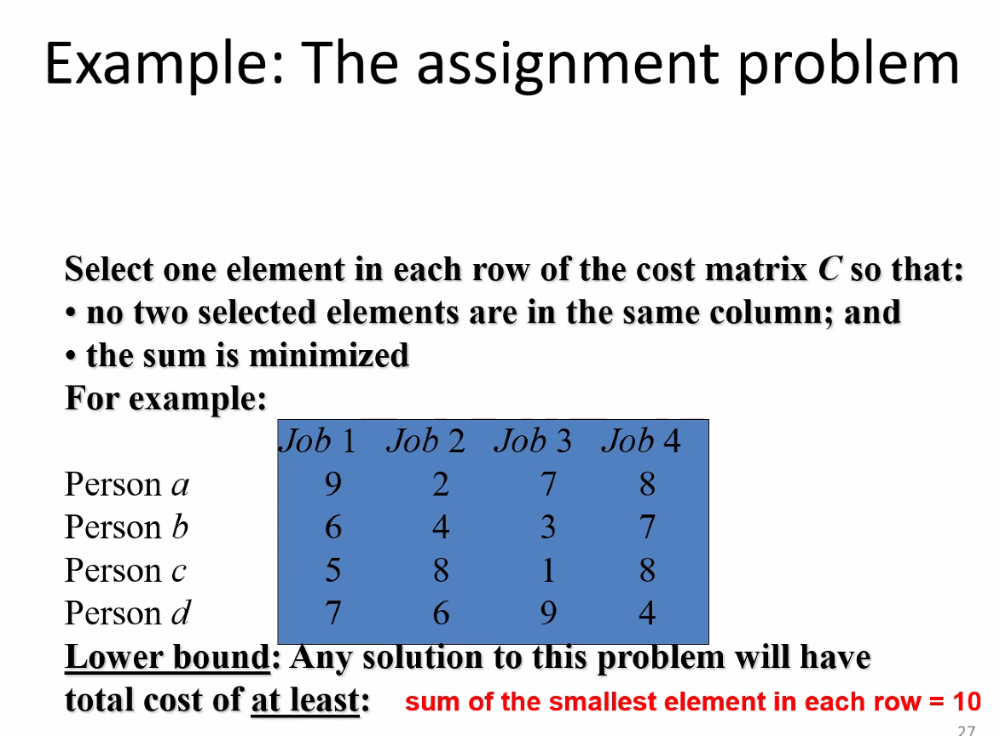 Example: The assignment problem
Select one element in each row of the cost matrix C so that:
• no two selected elements are in the same column; and
• the sum is minimized
For example:
Job 1 Job 2 Job 3 Job 4
Person a 9 2 7 8
Person b 6 4 3 7
Person c 5 8 1 8
Person d 7 6 9 4
Lower bound: Any solution to this problem will have
total cost of at least: sum of the smallest element in each row = 10
27